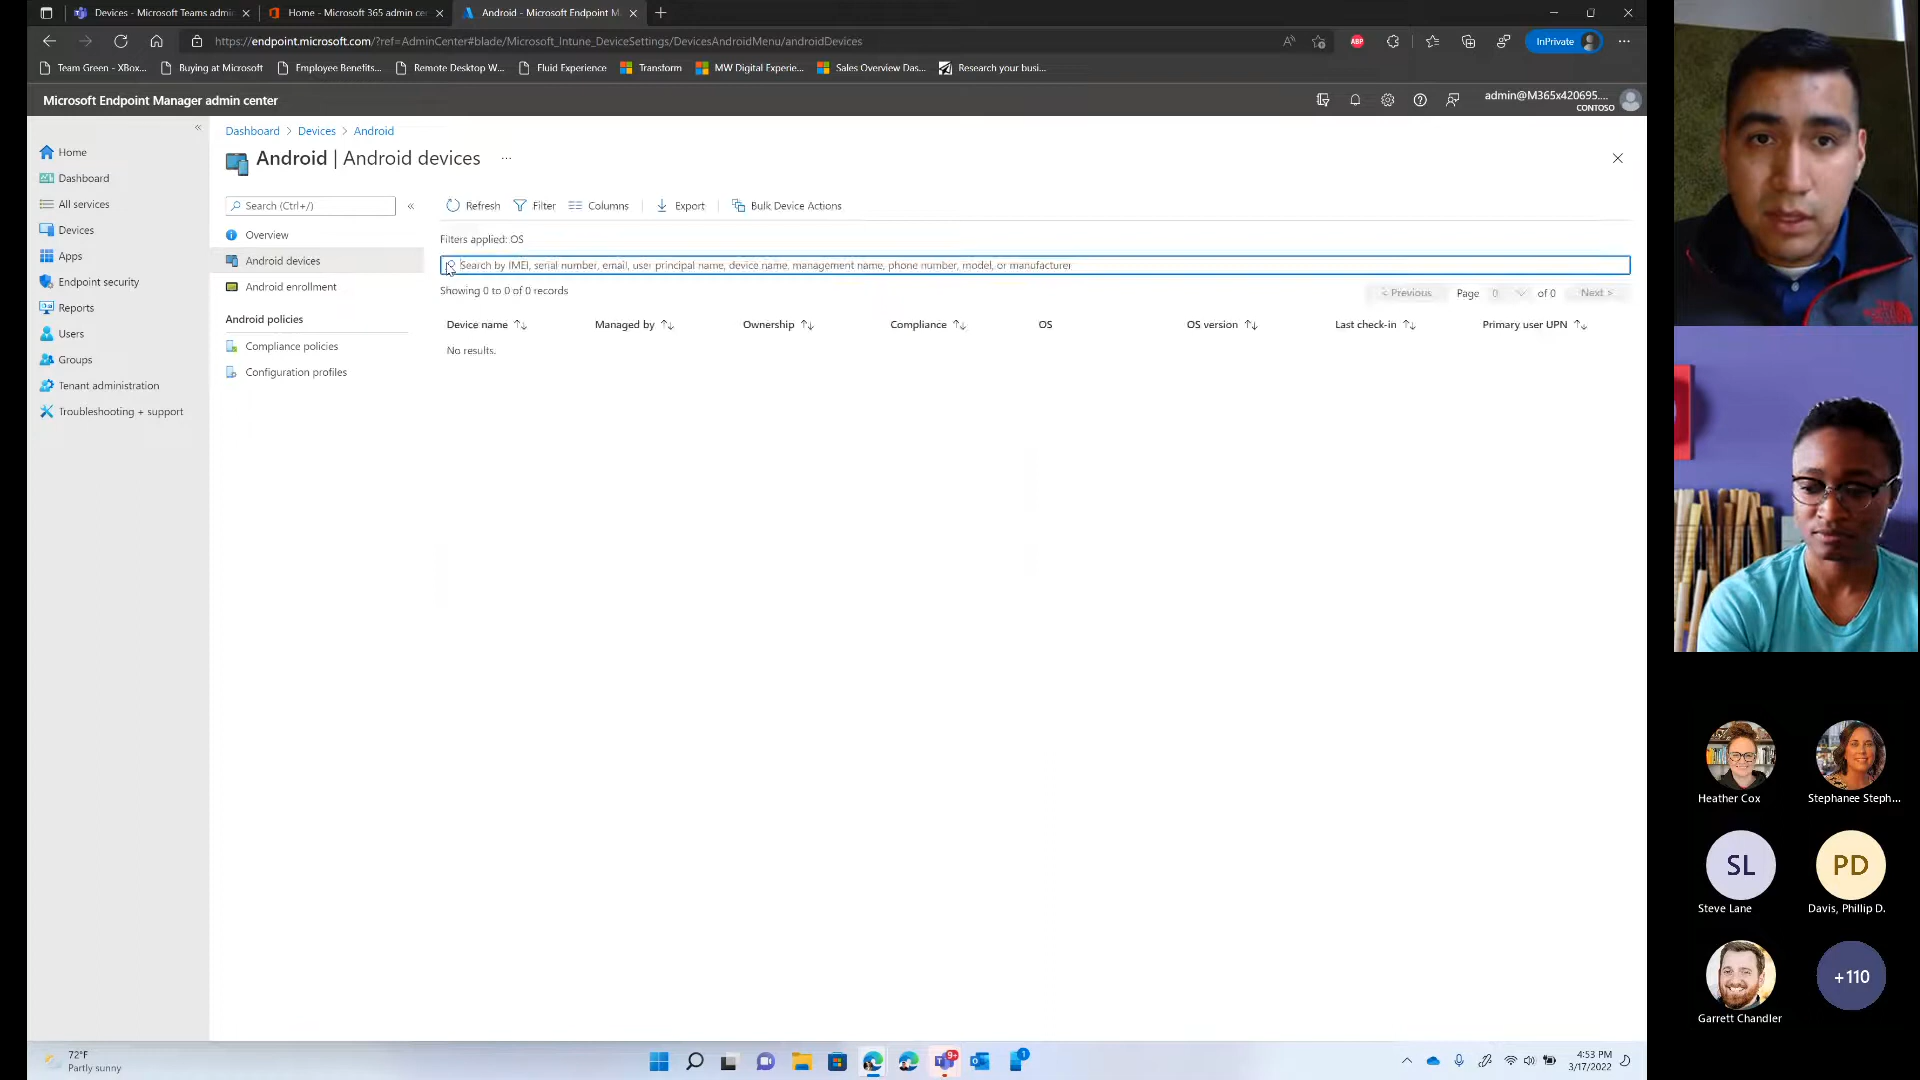 Devices - Microsoft Teams admin
Home - Microsoft 365 admin ce
Android - Microsoft Endpoint M
https://endpoint.microsoft.com/?ref=AdminCenter#blade/Microsoft_Intune_DeviceSettings/DevicesAndroidMenu/androidDevices
ABP
InPrivate
Team Green - XBox...
Buying at Microsoft
Employee Benefits...
Remote Desktop W...
Fluid Experience
Transform
MW Digital Experie...
Sales Overview Das...
Research your busi...
Microsoft Endpoint Manager admin center
admin@M365x420695....
CONTOSO
Home
Dashboard
All services
Devices
Apps
Endpoint security
Reports
Users
Groups
Tenant administration
Troubleshooting + support
Dashboard > Devices > Android
Android | Android devices ...
Search (Ctrl+/)
Overview
Android devices
Android enrollment
Android policies
Compliance policies
Configuration profiles
Refresh
Filter
Columns
Export
Bulk Device Actions
Filters applied: OS
Search by IMEI, serial number, email, user principal name, device name, management name, phone number, model, or manufacturer
Showing 0 to 0 of 0 records
< Previous
Page 0 of 0
Next >
Device name
Managed by
Ownership
Compliance
OS
OS version
Last check-in
Primary user UPN
No results.
Heather Cox
Stephanee Steph...
SL
Steve Lane
PD
Davis, Phillip D.
Garrett Chandler
+110
72°F
Partly sunny
9+
1
4:53 PM
3/17/2022